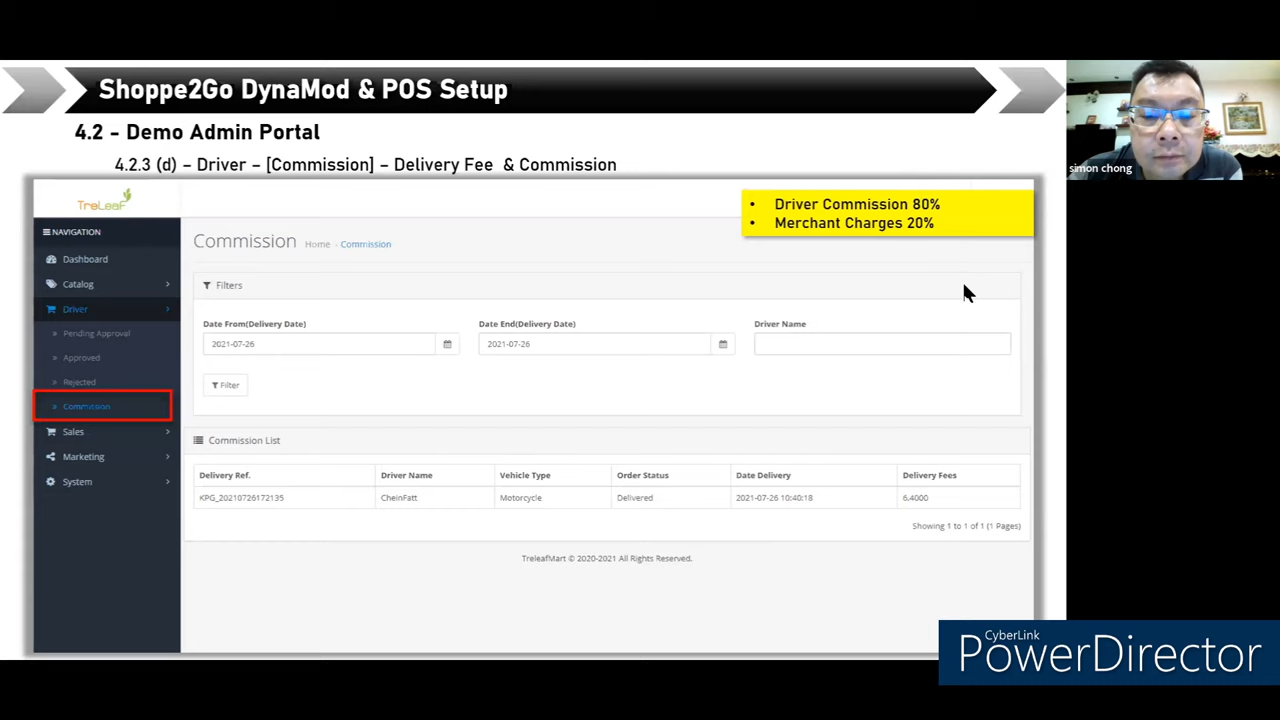 Shoppe2Go DynaMod & POS Setup
4.2 - Demo Admin Portal
4.2.3 (d) – Driver – [Commission] – Delivery Fee & Commission
simon chong
TreLeaF
• Driver Commission 80%
• Merchant Charges 20%
NAVIGATION
Dashboard
Catalog
Driver
» Pending Approval
» Approved
» Rejected
» Commission
Sales
Marketing
System
Commission Home › Commission
Filters
Date From(Delivery Date) Date End(Delivery Date) Driver Name
2021-07-26 2021-07-26
Filter
Commission List
Delivery Ref. Driver Name Vehicle Type Order Status Date Delivery Delivery Fees
KPG_20210726172135 CheinFatt Motorcycle Delivered 2021-07-26 10:40:18 6.4000
Showing 1 to 1 of 1 (1 Pages)
TreleafMart © 2020-2021 All Rights Reserved.
CyberLink
PowerDirector